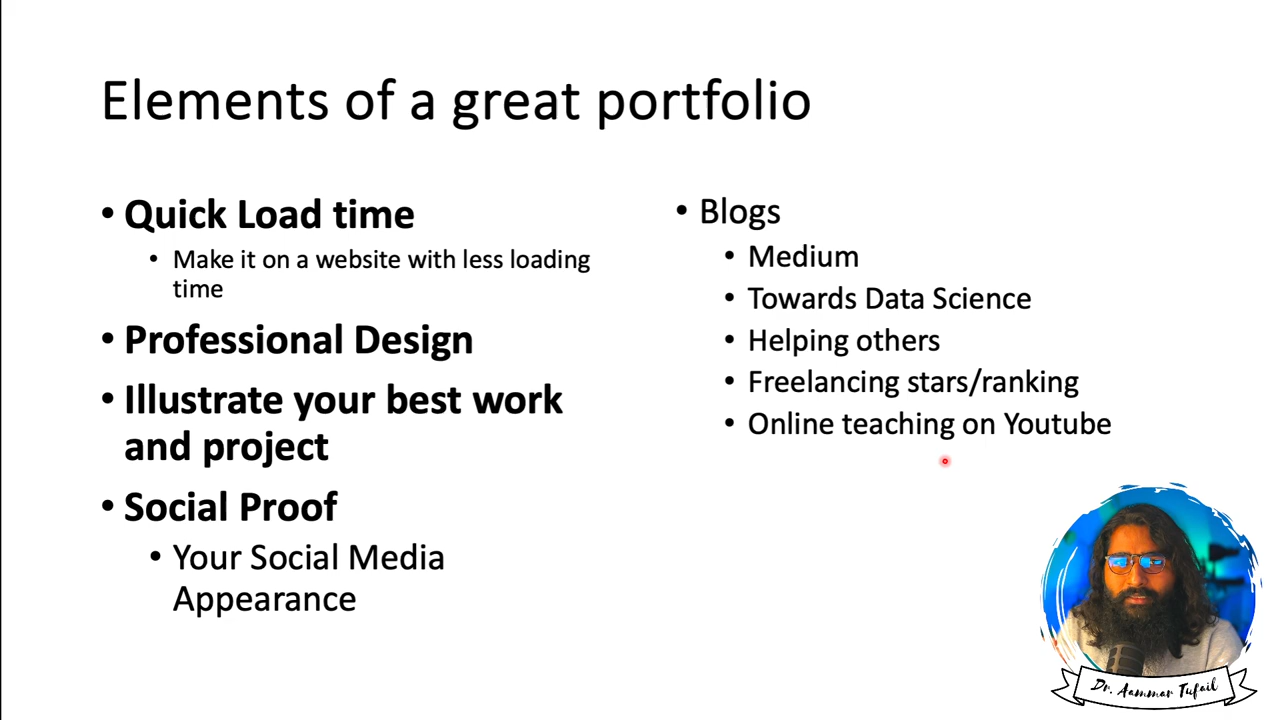 Elements of a great portfolio
• Quick Load time
• Make it on a website with less loading
time
• Professional Design
• Illustrate your best work
and project
• Social Proof
• Your Social Media
Appearance
• Blogs
• Medium
• Towards Data Science
• Helping others
• Freelancing stars/ranking
• Online teaching on Youtube
Dr. Aammar Tufail